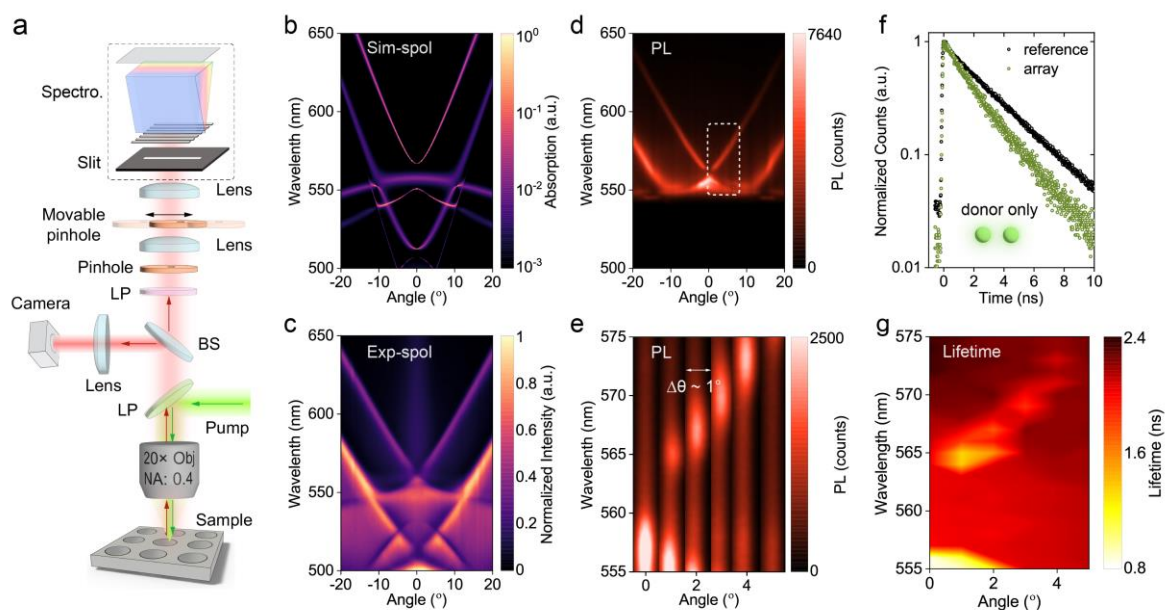 a
Spectro.
Slit
Lens
Movable
pinhole
Lens
Pinhole
LP
Camera
BS
Lens
LP
Pump
20× Obj
NA: 0.4
Sample
b
Sim-spol
Wavelenth (nm)
650
600
550
500
-20 -10 0 10 20
Angle (°)
10⁰
10⁻¹
10⁻²
10⁻³
Absorption (a.u.)
c
Exp-spol
Wavelenth (nm)
650
600
550
500
-20 -10 0 10 20
Angle (°)
1
0.8
0.6
0.4
0.2
0
Normalized Intensity (a.u.)
d
PL
Wavelenth (nm)
650
600
550
500
-20 -10 0 10 20
Angle (°)
7640
0
PL (counts)
e
PL
Δθ ~ 1°
Wavelenth (nm)
575
570
565
560
555
0 2 4
Angle (°)
2500
0
PL (counts)
f
reference
array
donor only
Normalized Counts (a.u.)
1
0.1
0.01
0 2 4 6 8 10
Time (ns)
g
Lifetime
Wavelength (nm)
575
570
565
560
555
0 2 4
Angle (°)
2.4
1.6
0.8
Lifetime (ns)